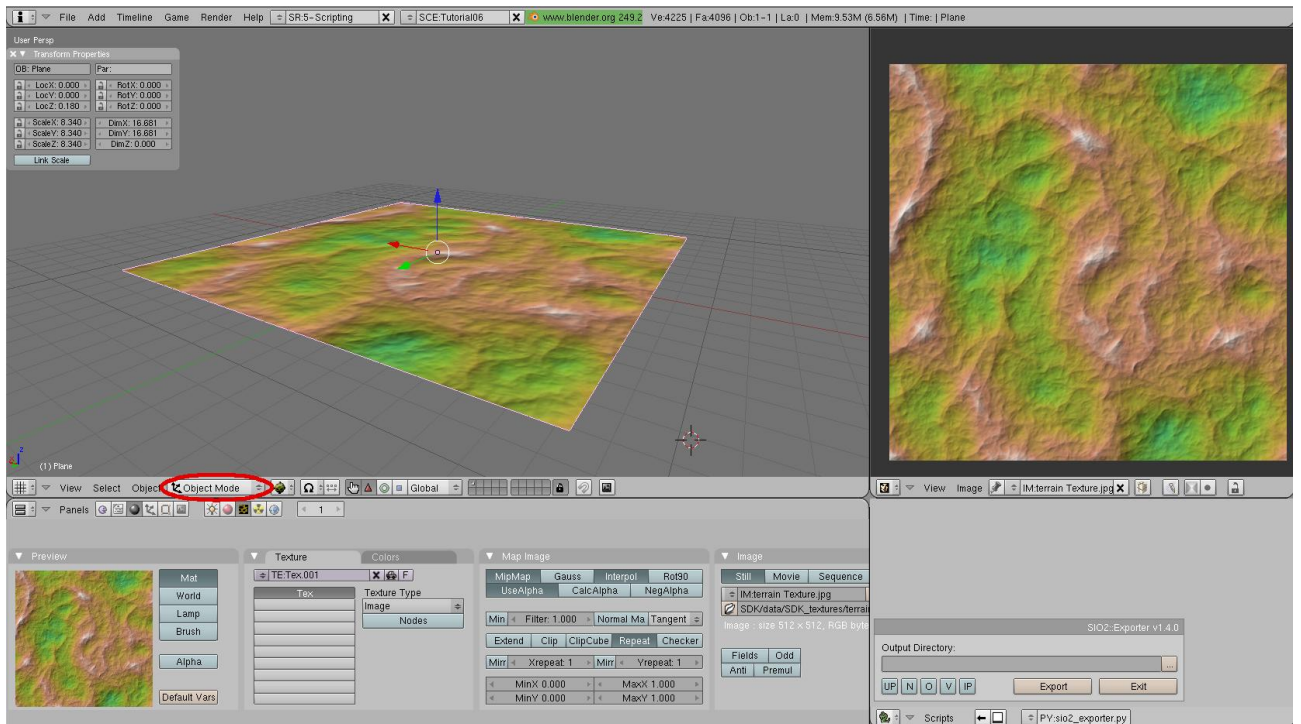 File Add Timeline Game Render Help SR:5-Scripting X SCE:Tutorial06 X www.blender.org 249.2 Ve:4225 | Fa:4096 | Ob:1-1 | La:0 | Mem:9.53M (6.56M) | Time: | Plane
User Persp
Transform Properties
OB: Plane Par:
LocX: 0.000 RotX: 0.000
LocY: 0.000 RotY: 0.000
LocZ: 0.180 RotZ: 0.000
ScaleX: 8.340 DimX: 16.681
ScaleY: 8.340 DimY: 16.681
ScaleZ: 8.340 DimZ: 0.000
Link Scale
z
(1) Plane
View Select Object Object Mode Global
View Image IM:terrain Texture.jpg X
Panels 1
Preview
Mat
World
Lamp
Brush
Alpha
Default Vars
Texture Colors
TE:Tex.001 X F
Tex Texture Type
Image
Nodes
Map Image
MipMap Gauss Interpol Rot90
UseAlpha CalcAlpha NegAlpha
Min Filter: 1.000 Normal Ma Tangent
Extend Clip ClipCube Repeat Checker
Mirr Xrepeat: 1 Mirr Yrepeat: 1
MinX 0.000 MaxX 1.000
MinY 0.000 MaxY 1.000
Image
Still Movie Sequence
IM:terrain Texture.jpg
SDK/data/SDK_textures/terrai
Image : size 512 x 512, RGB byte
Fields Odd
Anti Premul
SIO2::Exporter v1.4.0
Output Directory:
...
UP N O V IP Export Exit
Scripts PY:sio2_exporter.py